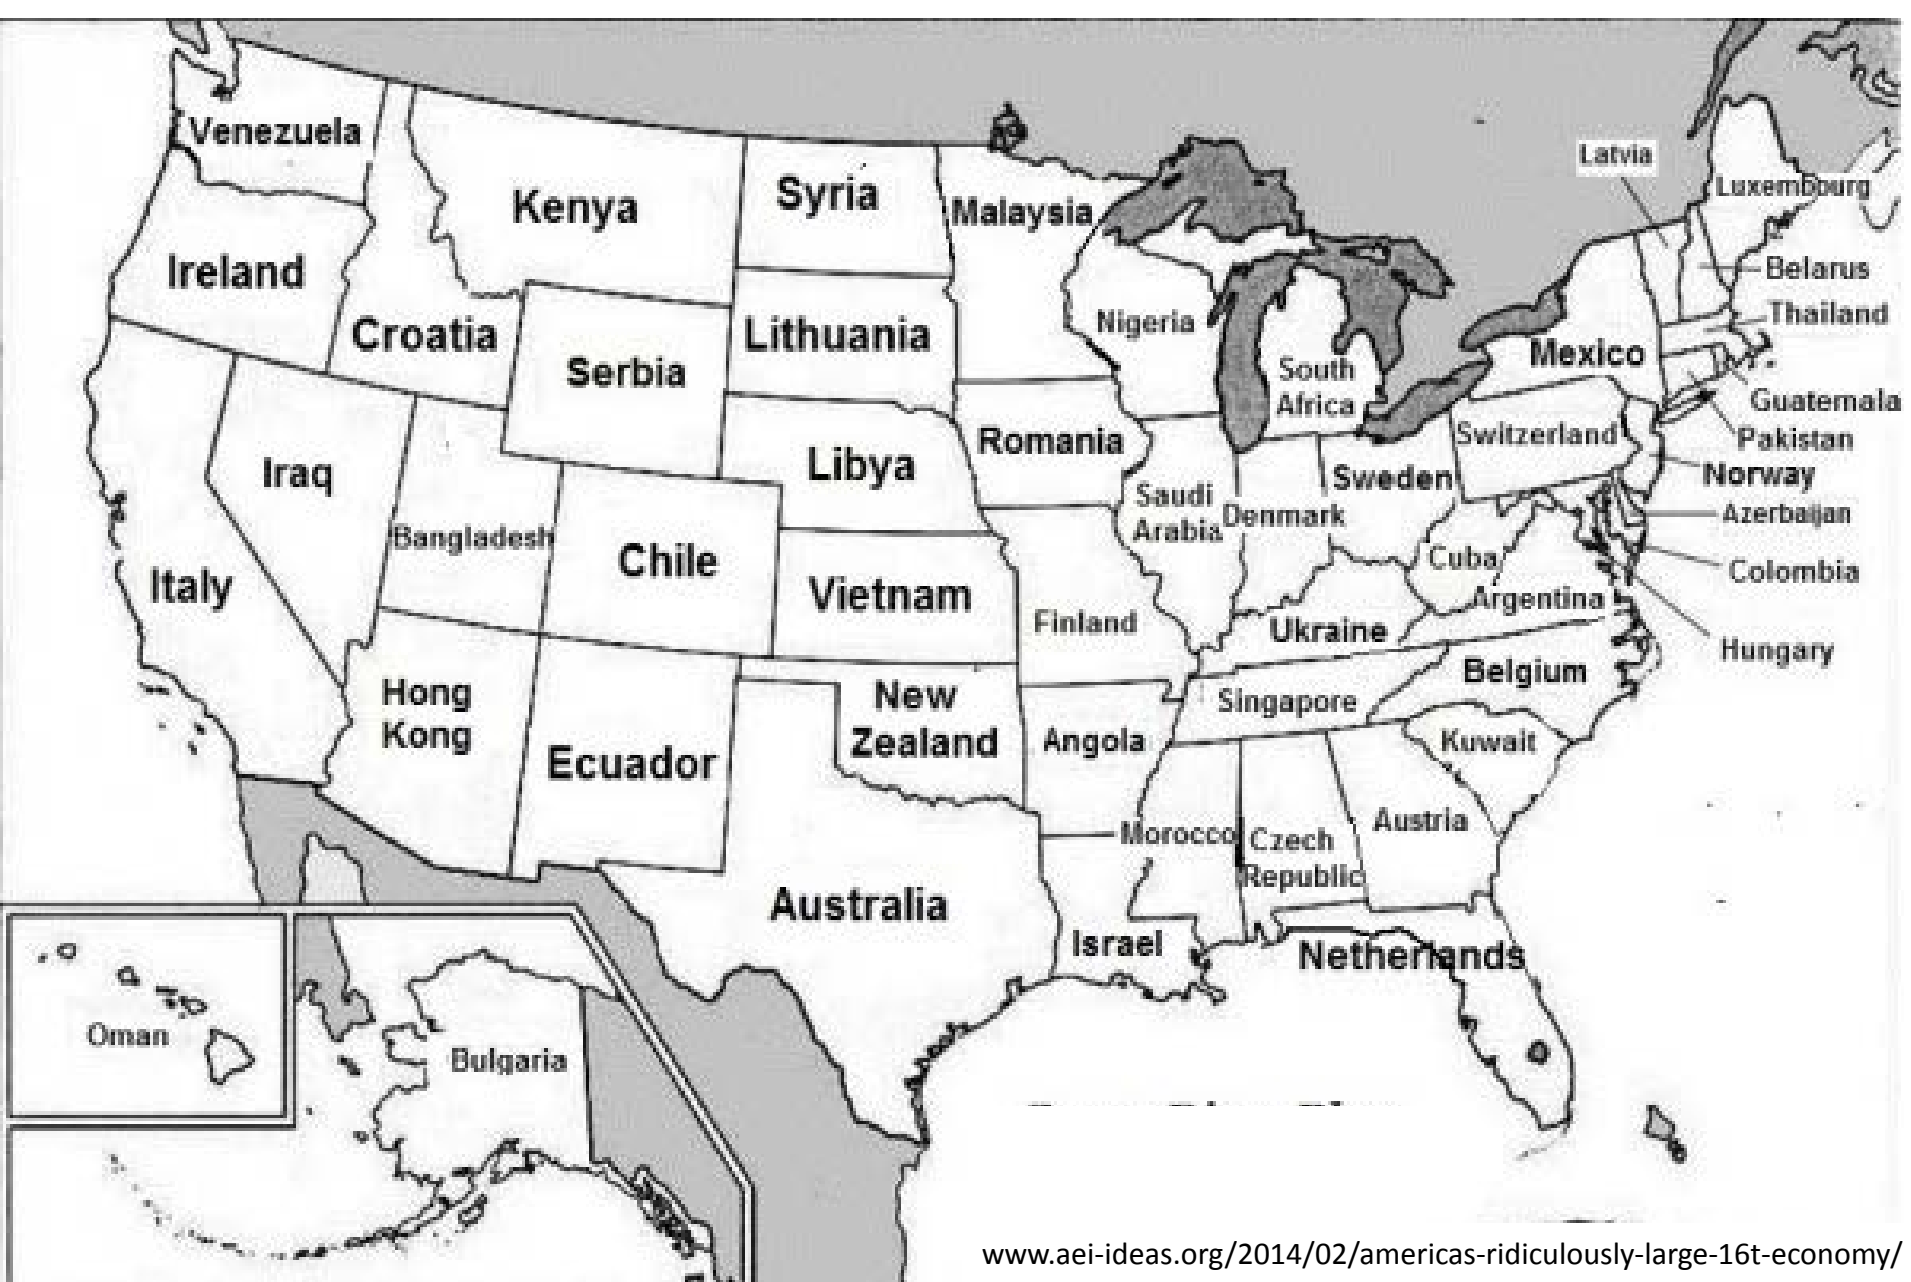 Venezuela
Kenya
Syria
Malaysia
Latvia
Luxembourg
Ireland
Belarus
Croatia
Lithuania
Nigeria
Thailand
Serbia
Mexico
South
Africa
Guatemala
Romania
Switzerland
Pakistan
Iraq
Libya
Sweden
Norway
Saudi
Arabia
Denmark
Azerbaijan
Bangladesh
Chile
Cuba
Colombia
Italy
Vietnam
Argentina
Finland
Ukraine
Hungary
Hong
Kong
New
Zealand
Belgium
Singapore
Ecuador
Angola
Kuwait
Morocco
Czech
Republic
Austria
Australia
Israel
Netherlands
Oman
Bulgaria
www.aei-ideas.org/2014/02/americas-ridiculously-large-16t-economy/